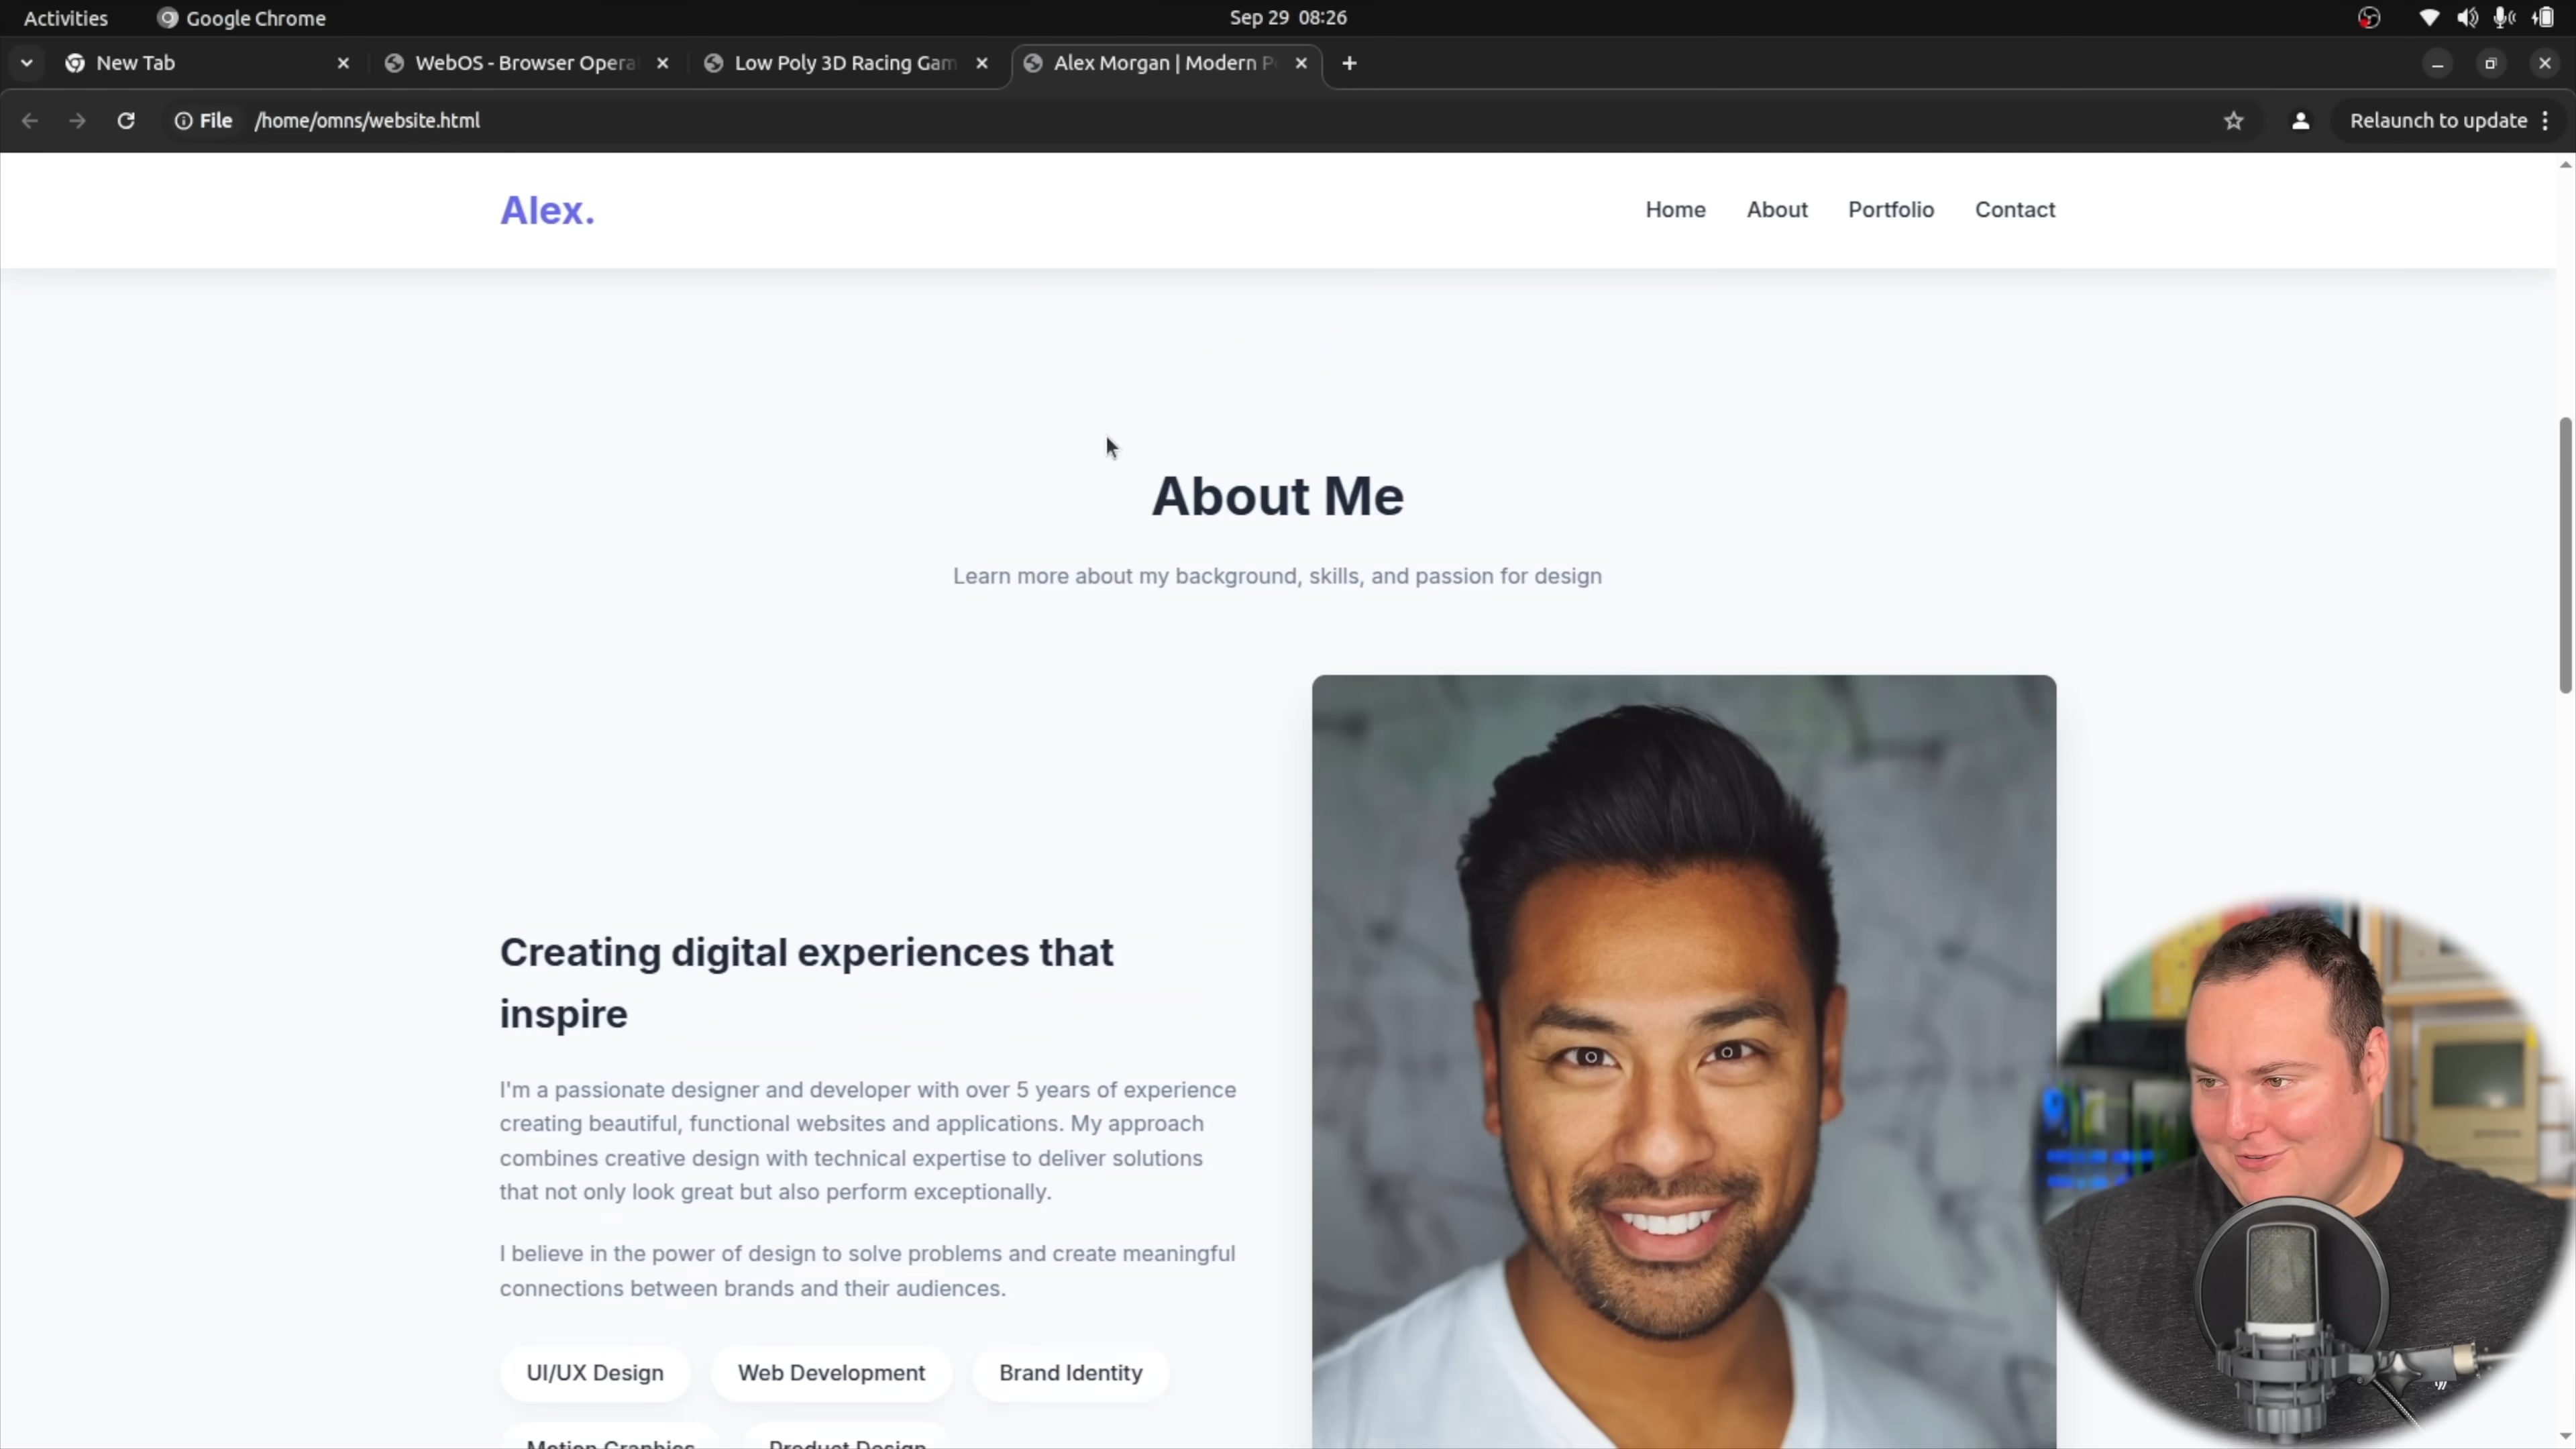 Activities Google Chrome Sep 29 08:26
New Tab WebOS - Browser Opera Low Poly 3D Racing Gam Alex Morgan | Modern P
File /home/omns/website.html Relaunch to update
Alex. Home About Portfolio Contact
About Me
Learn more about my background, skills, and passion for design
Creating digital experiences that
inspire
I'm a passionate designer and developer with over 5 years of experience
creating beautiful, functional websites and applications. My approach
combines creative design with technical expertise to deliver solutions
that not only look great but also perform exceptionally.
I believe in the power of design to solve problems and create meaningful
connections between brands and their audiences.
UI/UX Design Web Development Brand Identity
Motion Graphics Product Design